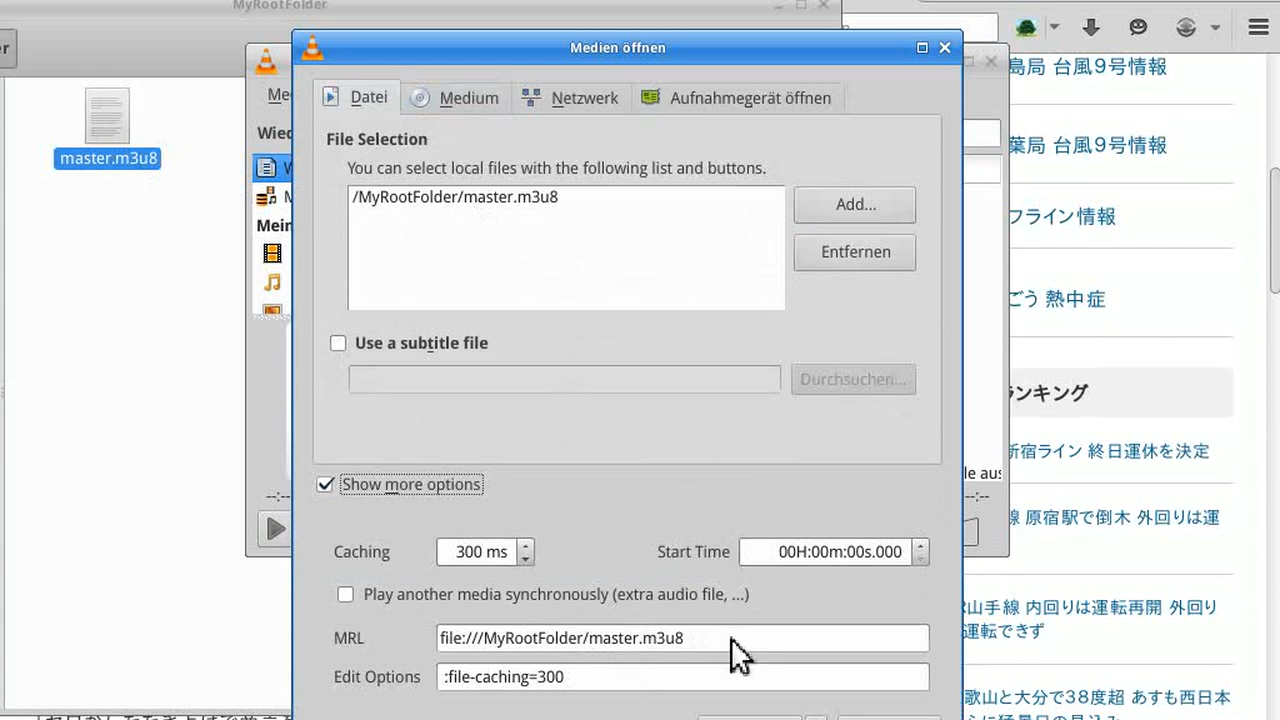 MyRootFolder
er
master.m3u8
Medien öffnen
Datei
Medium
Netzwerk
Aufnahmegerät öffnen
File Selection
You can select local files with the following list and buttons.
/MyRootFolder/master.m3u8
Add...
Entfernen
Use a subtitle file
Durchsuchen...
Show more options
Caching
300 ms
Start Time
00H:00m:00s.000
Play another media synchronously (extra audio file, ...)
MRL
file:///MyRootFolder/master.m3u8
Edit Options
:file-caching=300
Me
Wied
W
M
Mein
--:--
le aus
--:--
島局 台風9号情報
葉局 台風9号情報
フライン情報
ごう 熱中症
ランキング
新宿ライン 終日運休を決定
線 原宿駅で倒木 外回りは運
山手線 内回りは運転再開 外回り
運転できず
歌山と大分で38度超 あすも西日本